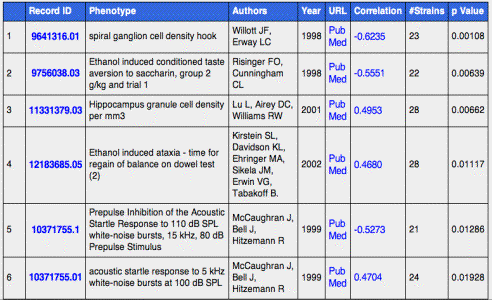 Record ID Phenotype Authors Year URL Correlation #Strains p Value
1 9641316.01 spiral ganglion cell density hook Willott JF, Erway LC 1998 Pub Med -0.6235 23 0.00108
2 9756038.03 Ethanol induced conditioned taste aversion to saccharin, group 2 g/kg and trial 1 Risinger FO, Cunningham CL 1998 Pub Med -0.5551 22 0.00639
3 11331379.03 Hippocampus granule cell density per mm3 Lu L, Airey DC, Williams RW 2001 Pub Med 0.4953 28 0.00662
4 12183685.05 Ethanol induced ataxia - time for regain of balance on dowel test (2) Kirstein SL, Davidson KL, Ehringer MA, Sikela JM, Erwin VG, Tabakoff B. 2002 Pub Med 0.4680 28 0.01117
5 10371755.1 Prepulse Inhibition of the Acoustic Startle Response to 110 dB SPL white-noise bursts, 15 kHz, 80 dB Prepulse Stimulus McCaughran J, Bell J, Hitzemann R 1999 Pub Med -0.5273 21 0.01286
6 10371755.01 acoustic startle response to 5 kHz white-noise bursts at 100 dB SPL McCaughran J, Bell J, Hitzemann R 1999 Pub Med 0.4704 24 0.01928